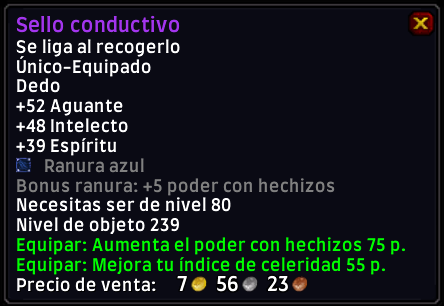 Sello conductivo
Se liga al recogerlo
Único-Equipado
Dedo
+52 Aguante
+48 Intelecto
+39 Espíritu
Ranura azul
Bonus ranura: +5 poder con hechizos
Necesitas ser de nivel 80
Nivel de objeto 239
Equipar: Aumenta el poder con hechizos 75 p.
Equipar: Mejora tu índice de celeridad 55 p.
Precio de venta: 7 56 23